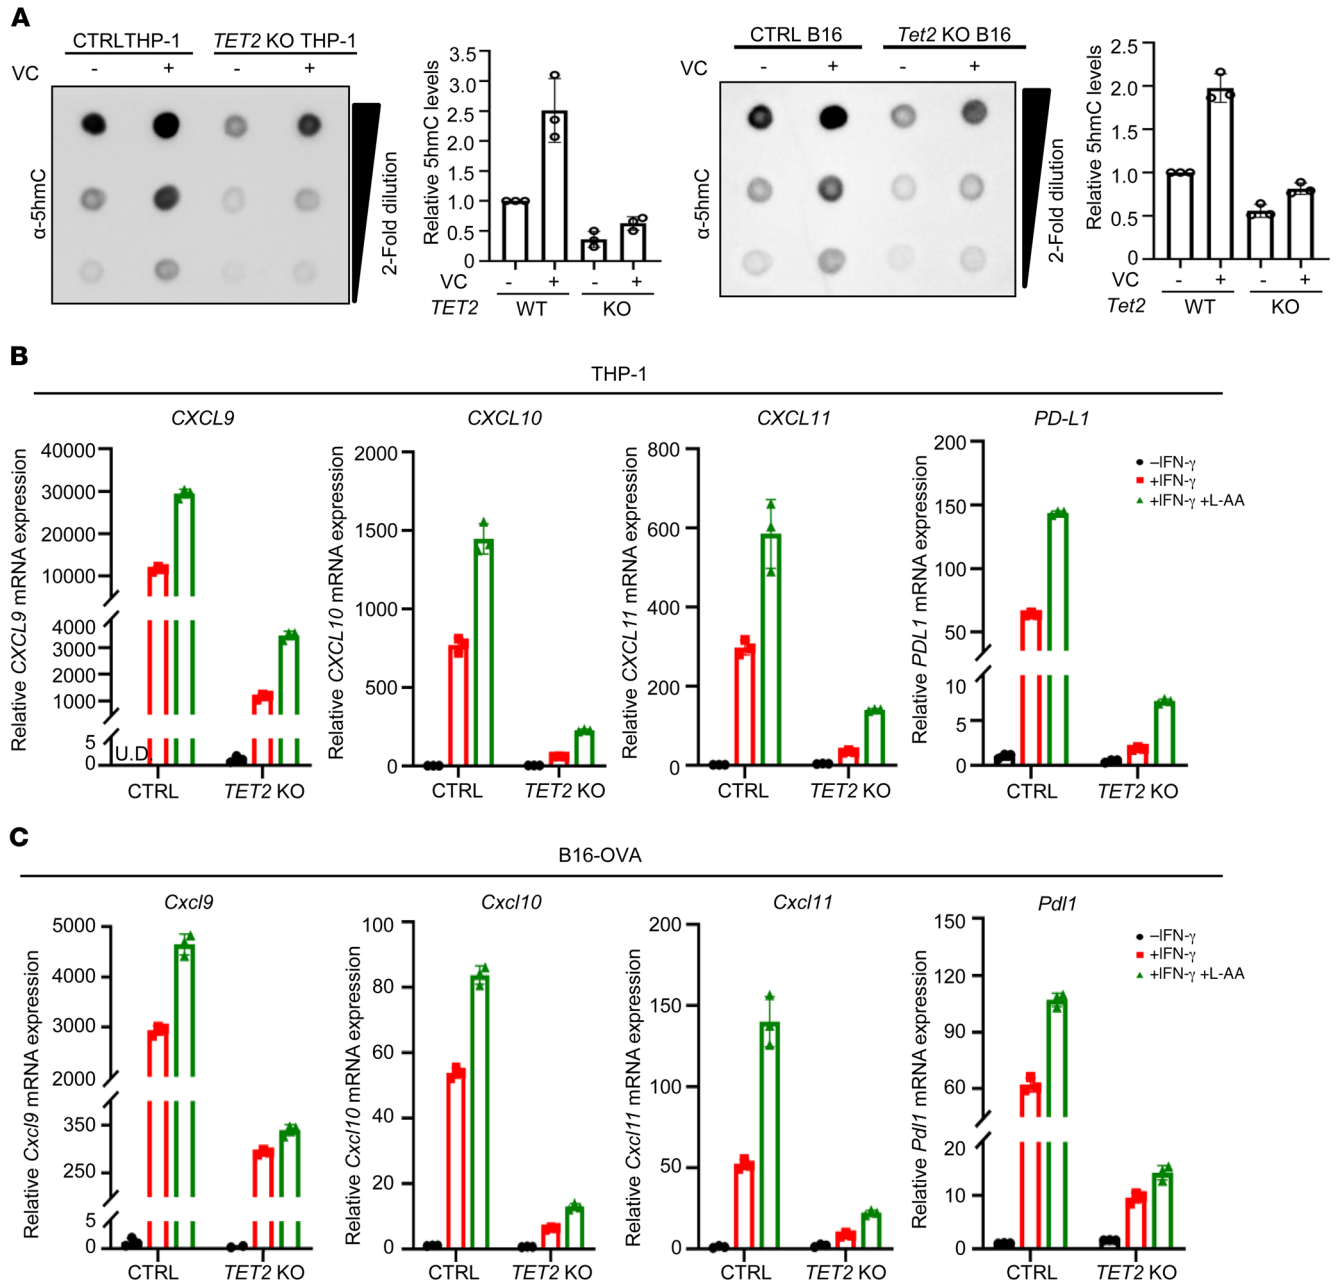 A
CTRLTHP-1 TET2 KO THP-1
VC - + - +
α-5hmC
2-Fold dilution
Relative 5hmC levels
3.5
3.0
2.5
2.0
1.5
1.0
0.5
0
VC - + - +
TET2 WT KO
CTRL B16 Tet2 KO B16
VC - + - +
α-5hmC
2-Fold dilution
Relative 5hmC levels
2.5
2.0
1.5
1.0
0.5
0
VC - + - +
Tet2 WT KO
B
THP-1
CXCL9
Relative CXCL9 mRNA expression
40000
30000
20000
10000
4000
3000
2000
1000
5
0
U.D.
CTRL TET2 KO
CXCL10
Relative CXCL10 mRNA expression
2000
1500
1000
500
0
CTRL TET2 KO
CXCL11
Relative CXCL11 mRNA expression
800
600
400
200
0
CTRL TET2 KO
PD-L1
Relative PDL1 mRNA expression
200
150
100
50
10
5
0
CTRL TET2 KO
–IFN-γ
+IFN-γ
+IFN-γ +L-AA
C
B16-OVA
Cxcl9
Relative Cxcl9 mRNA expression
5000
4000
3000
2000
350
250
5
0
CTRL TET2 KO
Cxcl10
Relative Cxcl10 mRNA expression
100
80
60
40
20
0
CTRL TET2 KO
Cxcl11
Relative Cxcl11 mRNA expression
200
150
100
50
0
CTRL TET2 KO
Pdl1
Relative Pdl1 mRNA expression
150
120
90
60
20
10
0
CTRL TET2 KO
–IFN-γ
+IFN-γ
+IFN-γ +L-AA